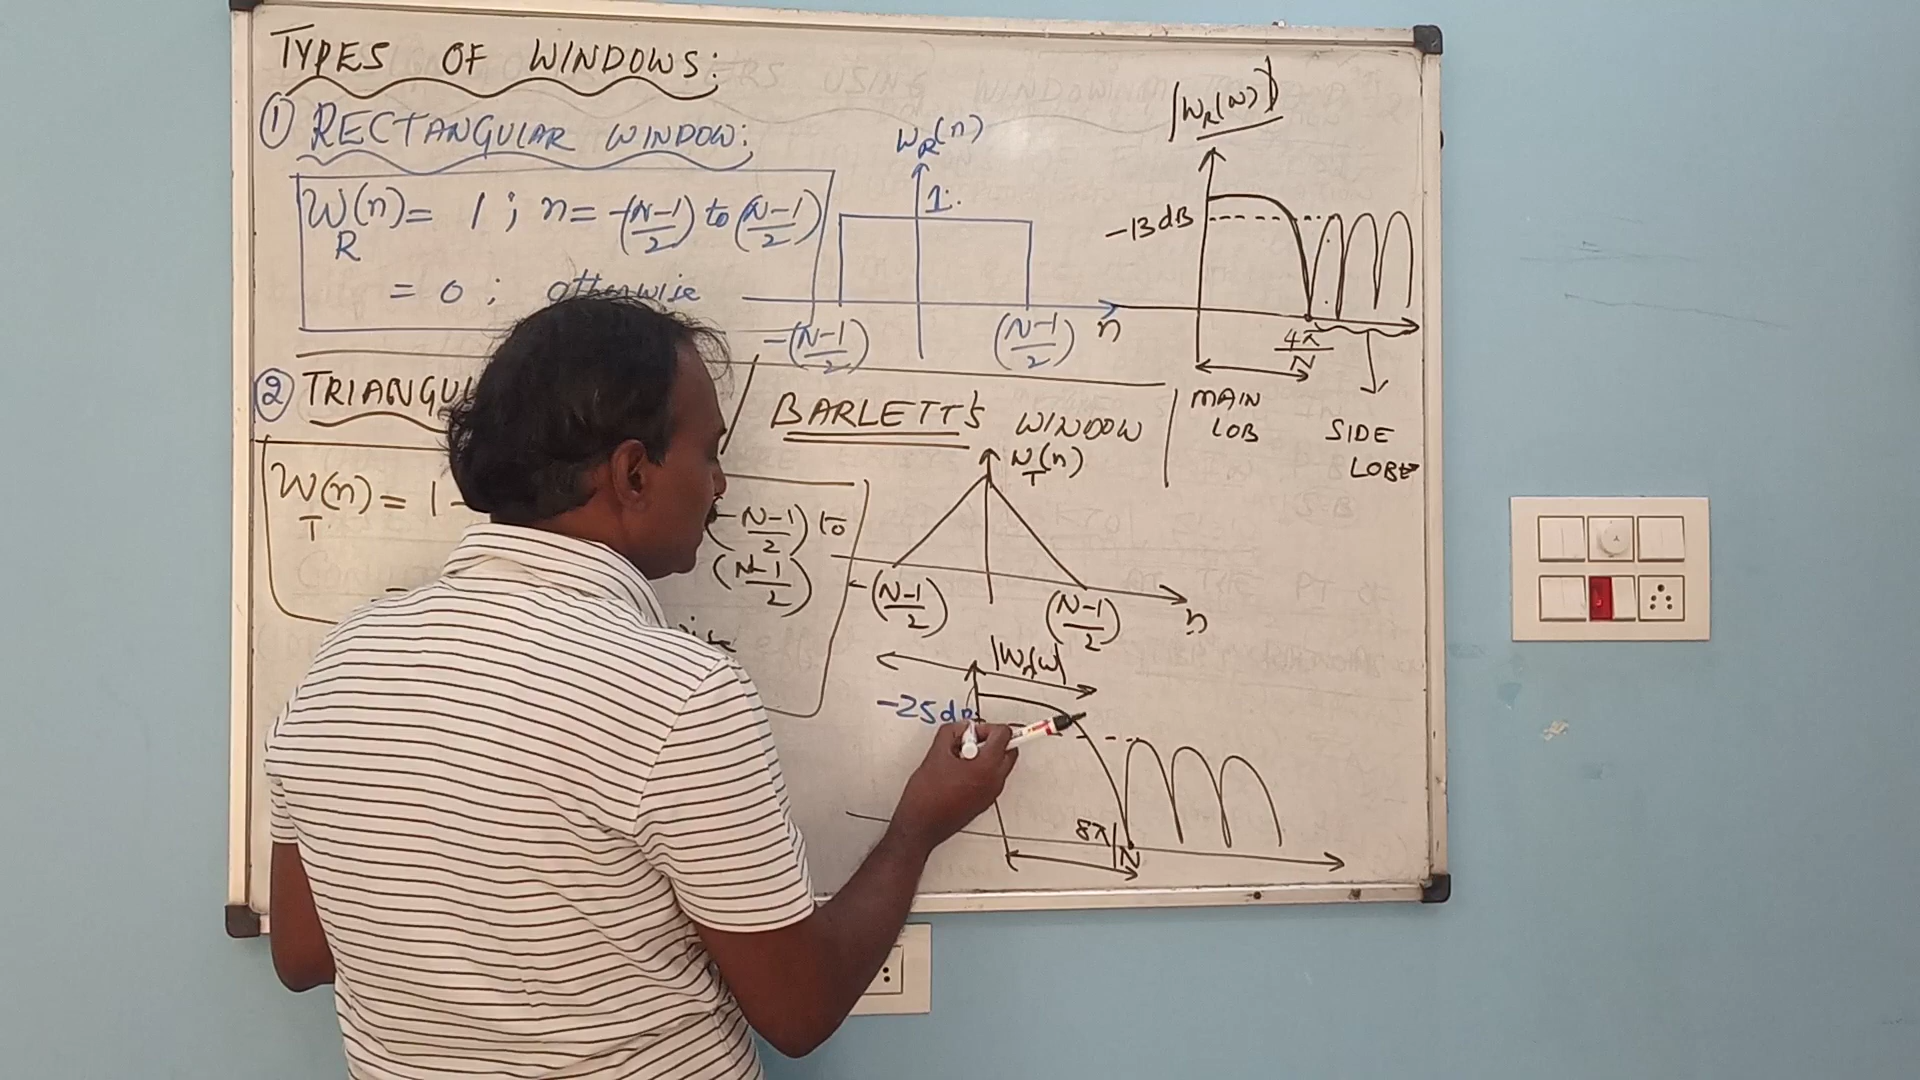 TYPES OF WINDOWS:
① RECTANGULAR WINDOW:
W_R(n) = 1 ; n = -(N-1)/2 to (N-1)/2
= 0 ; otherwise
W_R(n)
1
-(N-1)/2
(N-1)/2
n
|W_R(N)|
-13dB
4π/N
MAIN
LOB
SIDE
LOBE
② TRIANGU
/ BARLETT'S WINDOW
W_T(n) = 1 -
(-N-1)/2 to
(N-1)/2
W_T(n)
-(N-1)/2
(N-1)/2
n
-25dB
8π/N